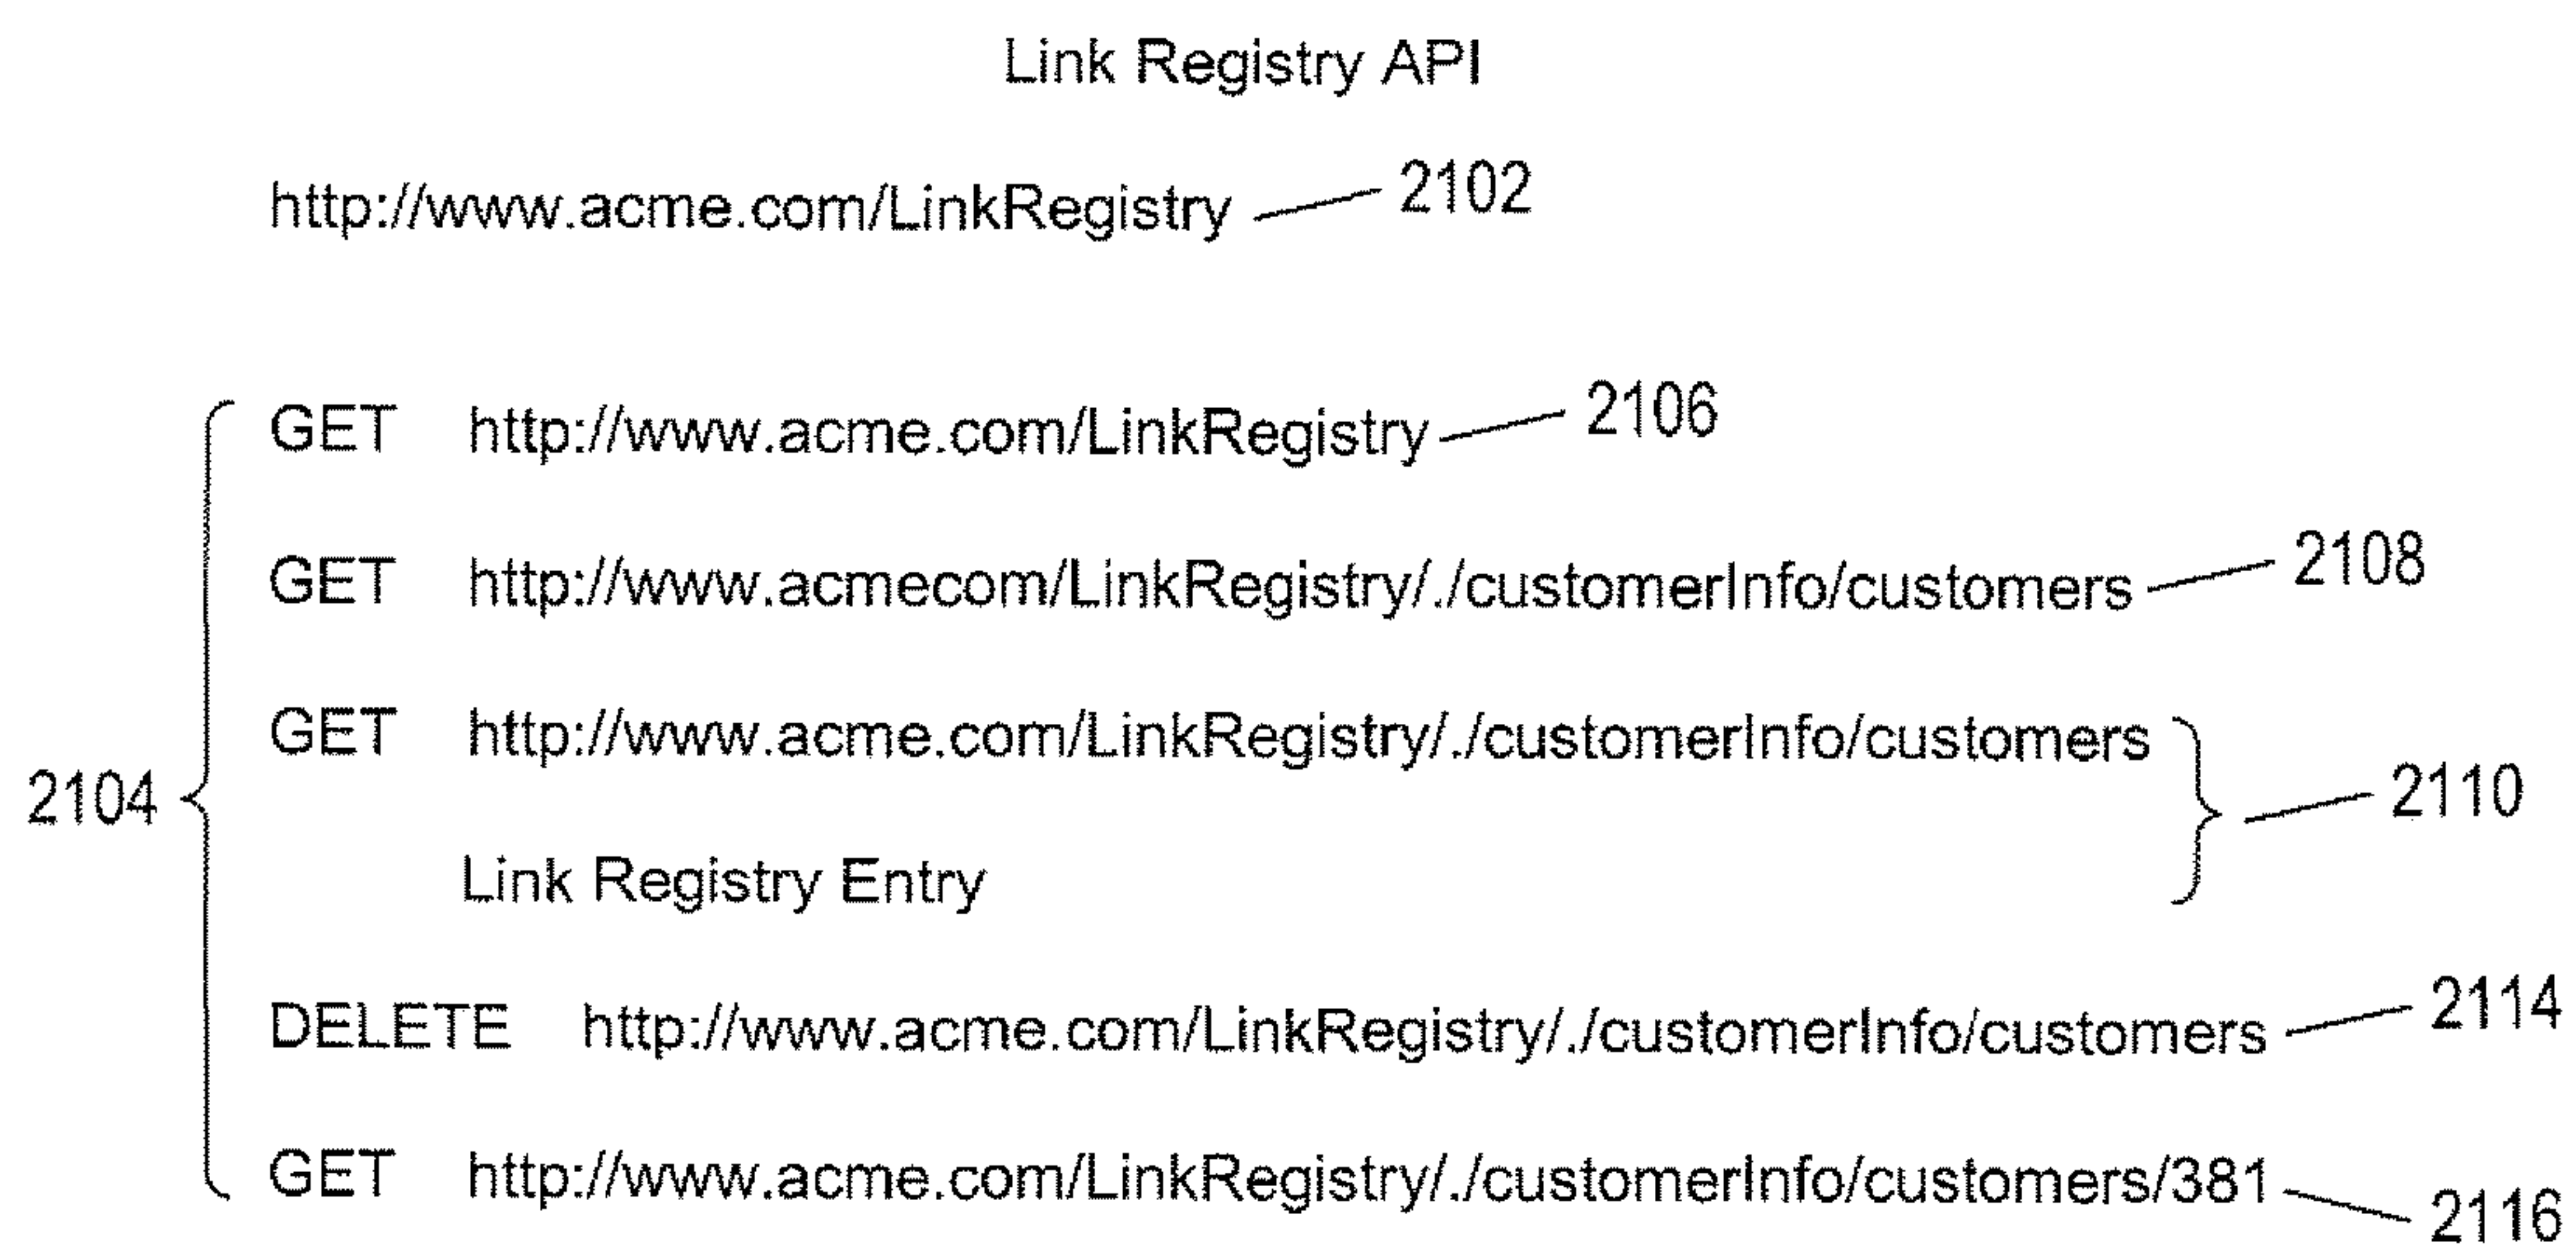 Link Registry API
http://www.acme.com/LinkRegistry 2102
GET http://www.acme.com/LinkRegistry 2106
GET http://www.acmecom/LinkRegistry/./customerInfo/customers 2108
GET http://www.acme.com/LinkRegistry/./customerInfo/customers
2104 2110
Link Registry Entry
DELETE http://www.acme.com/LinkRegistry/./customerInfo/customers 2114
GET http://www.acme.com/LinkRegistry/./customerInfo/customers/381 2116